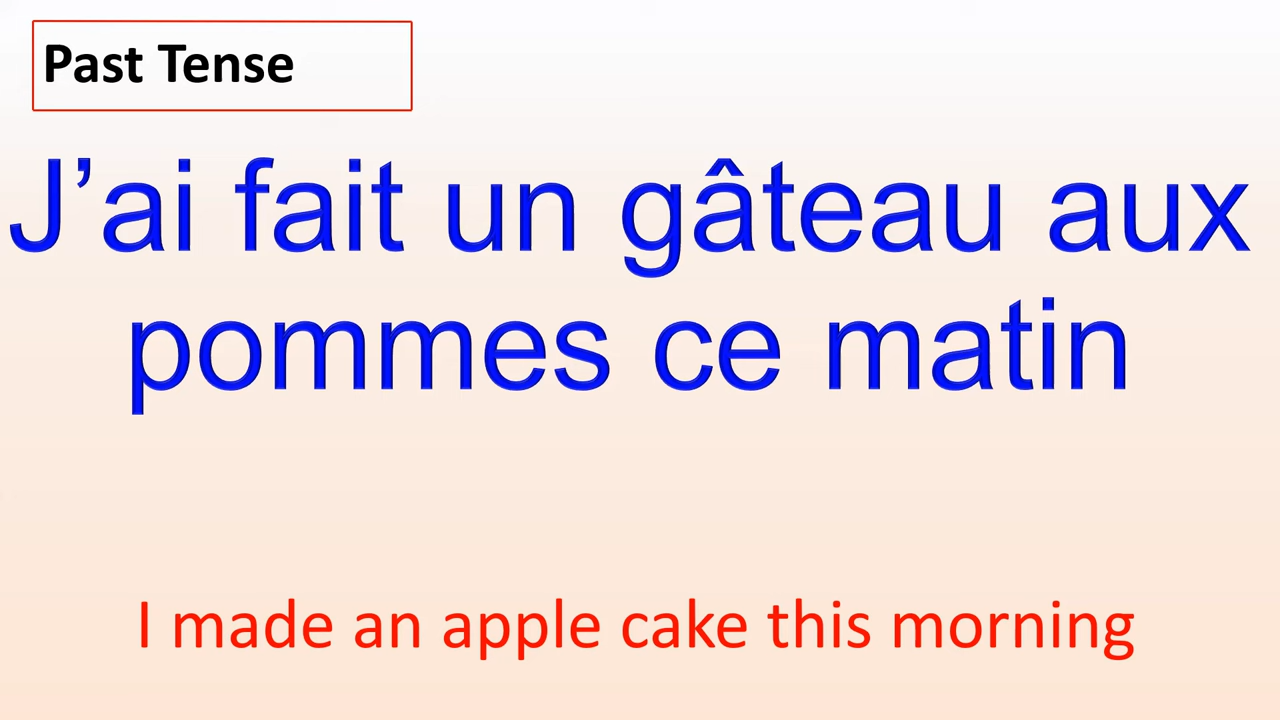 Past Tense
J’ai fait un gâteau aux
pommes ce matin
I made an apple cake this morning